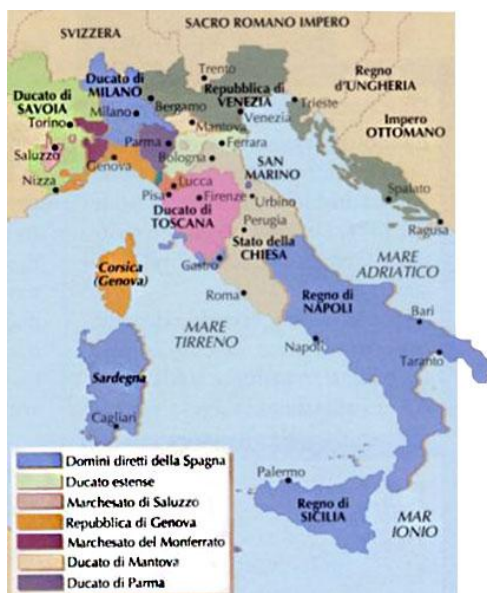 SACRO ROMANO IMPERO
SVIZZERA
Regno
d'UNGHERIA
Impero
OTTOMANO
Trento
Ducato di
MILANO
Repubblica di
VENEZIA
Bergamo
Trieste
Ducato di
SAVOIA
Milano
Venezia
Torino
Mantova
Saluzzo
Parma
Ferrara
Bologna
Genova
SAN
MARINO
Nizza
Lucca
Pisa
Firenze
Urbino
Spalato
Ducato di
TOSCANA
Perugia
Ragusa
Stato della
CHIESA
Gastro
MARE
ADRIATICO
Corsica
(Genova)
Roma
Regno di
NAPOLI
MARE
TIRRENO
Bari
Napoli
Taranto
Sardegna
Cagliari
Palermo
Regno di
SICILIA
MAR
IONIO
Domini diretti della Spagna
Ducato estense
Marchesato di Saluzzo
Repubblica di Genova
Marchesato del Monferrato
Ducato di Mantova
Ducato di Parma